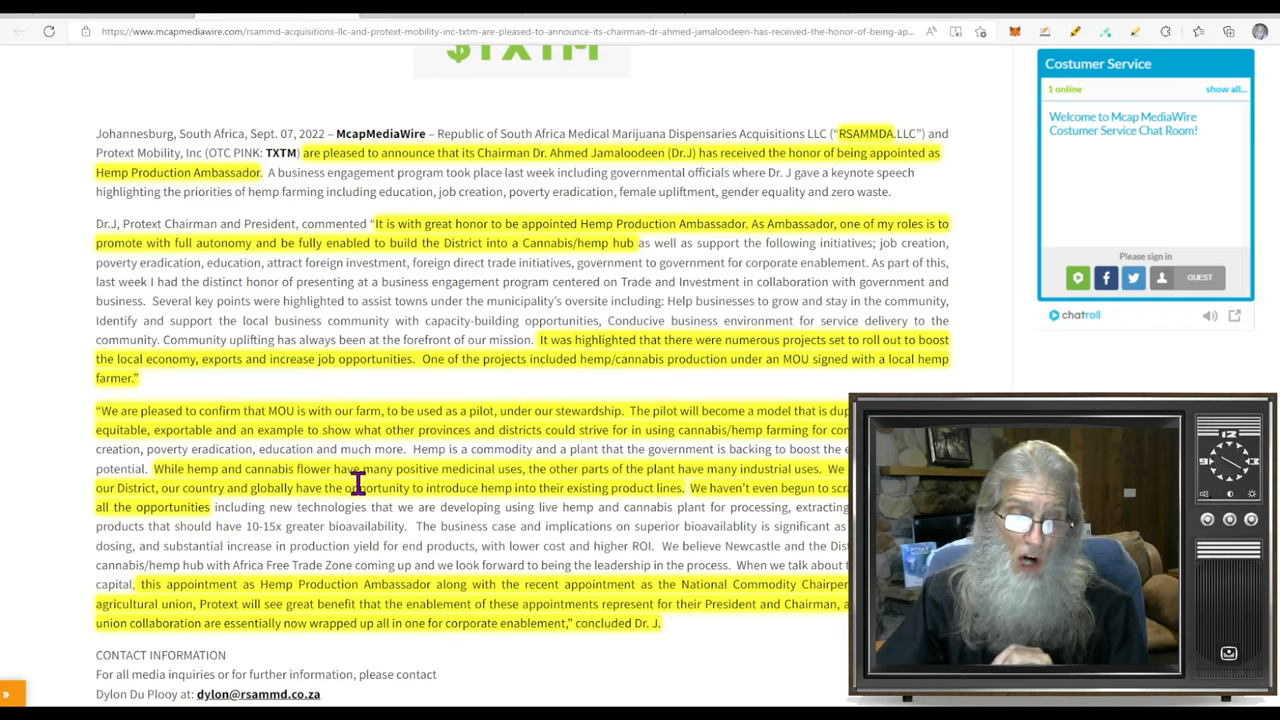 https://www.mcapmediawire.com/rsammd-acquisitions-llc-and-protext-mobility-inc-txtm-are-pleased-to-announce-its-chairman-dr-ahmed-jamaloodeen-has-received-the-honor-of-being-ap...
$TXTM
Johannesburg, South Africa, Sept. 07, 2022 – McapMediaWire – Republic of South Africa Medical Marijuana Dispensaries Acquisitions LLC (“RSAMMDA.LLC”) and
Protext Mobility, Inc (OTC PINK: TXTM) are pleased to announce that its Chairman Dr. Ahmed Jamaloodeen (Dr.J) has received the honor of being appointed as
Hemp Production Ambassador. A business engagement program took place last week including governmental officials where Dr. J gave a keynote speech
highlighting the priorities of hemp farming including education, job creation, poverty eradication, female upliftment, gender equality and zero waste.
Dr.J, Protext Chairman and President, commented “It is with great honor to be appointed Hemp Production Ambassador. As Ambassador, one of my roles is to
promote with full autonomy and be fully enabled to build the District into a Cannabis/hemp hub as well as support the following initiatives; job creation,
poverty eradication, education, attract foreign investment, foreign direct trade initiatives, government to government for corporate enablement. As part of this,
last week I had the distinct honor of presenting at a business engagement program centered on Trade and Investment in collaboration with government and
business. Several key points were highlighted to assist towns under the municipality’s oversite including: Help businesses to grow and stay in the community,
Identify and support the local business community with capacity-building opportunities, Conducive business environment for service delivery to the
community. Community uplifting has always been at the forefront of our mission. It was highlighted that there were numerous projects set to roll out to boost
the local economy, exports and increase job opportunities. One of the projects included hemp/cannabis production under an MOU signed with a local hemp
farmer.”
“We are pleased to confirm that MOU is with our farm, to be used as a pilot, under our stewardship. The pilot will become a model that is dup
equitable, exportable and an example to show what other provinces and districts could strive for in using cannabis/hemp farming for con
creation, poverty eradication, education and much more. Hemp is a commodity and a plant that the government is backing to boost the e
potential. While hemp and cannabis flower have many positive medicinal uses, the other parts of the plant have many industrial uses. We
our District, our country and globally have the opportunity to introduce hemp into their existing product lines. We haven’t even begun to scr
all the opportunities including new technologies that we are developing using live hemp and cannabis plant for processing, extracting
products that should have 10-15x greater bioavailability. The business case and implications on superior bioavailablity is significant as
dosing, and substantial increase in production yield for end products, with lower cost and higher ROI. We believe Newcastle and the Dist
cannabis/hemp hub with Africa Free Trade Zone coming up and we look forward to being the leadership in the process. When we talk about
capital, this appointment as Hemp Production Ambassador along with the recent appointment as the National Commodity Chairper
agricultural union, Protext will see great benefit that the enablement of these appointments represent for their President and Chairman, a
union collaboration are essentially now wrapped up all in one for corporate enablement,” concluded Dr. J.
CONTACT INFORMATION
For all media inquiries or for further information, please contact
Dylon Du Plooy at: dylon@rsammd.co.za
»
Costumer Service
1 online show all...
Welcome to Mcap MediaWire
Costumer Service Chat Room!
Please sign in
GUEST
chatroll
12
3
6
9